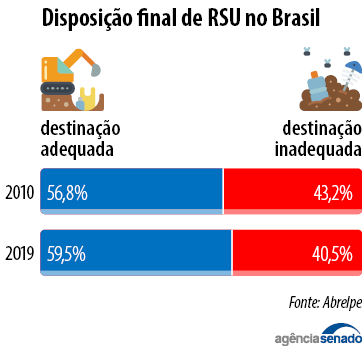 Disposição final de RSU no Brasil
destinação
adequada
destinação
inadequada
2010 56,8% 43,2%
2019 59,5% 40,5%
Fonte: Abrelpe
agênciasenado